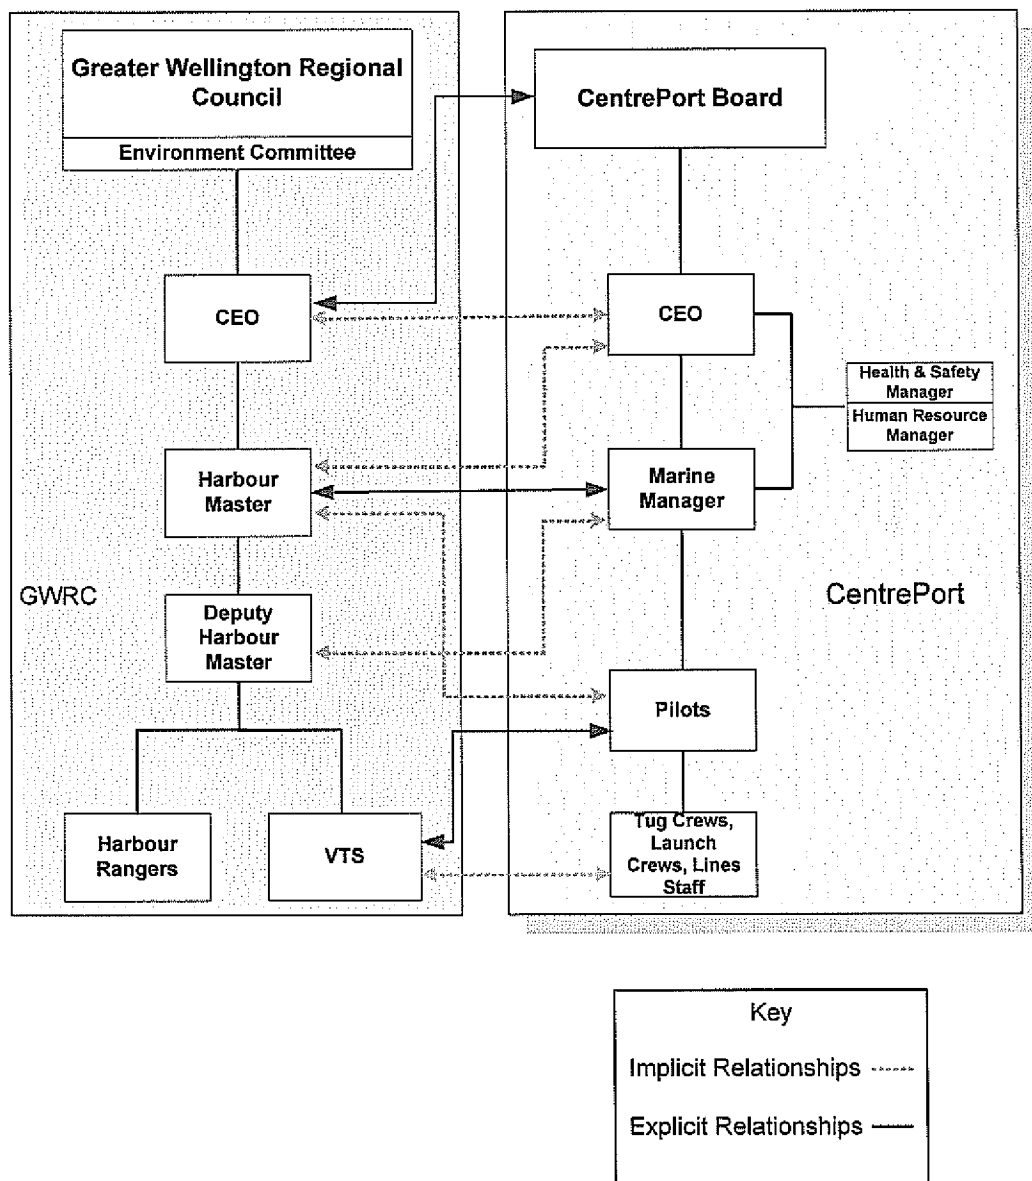 Greater Wellington Regional
Council
Environment Committee
CentrePort Board
CEO
CEO
Health & Safety
Manager
Human Resource
Manager
Harbour
Master
Marine
Manager
GWRC
CentrePort
Deputy
Harbour
Master
Pilots
Harbour
Rangers
VTS
Tug Crews,
Launch
Crews, Lines
Staff
Key
Implicit Relationships
Explicit Relationships